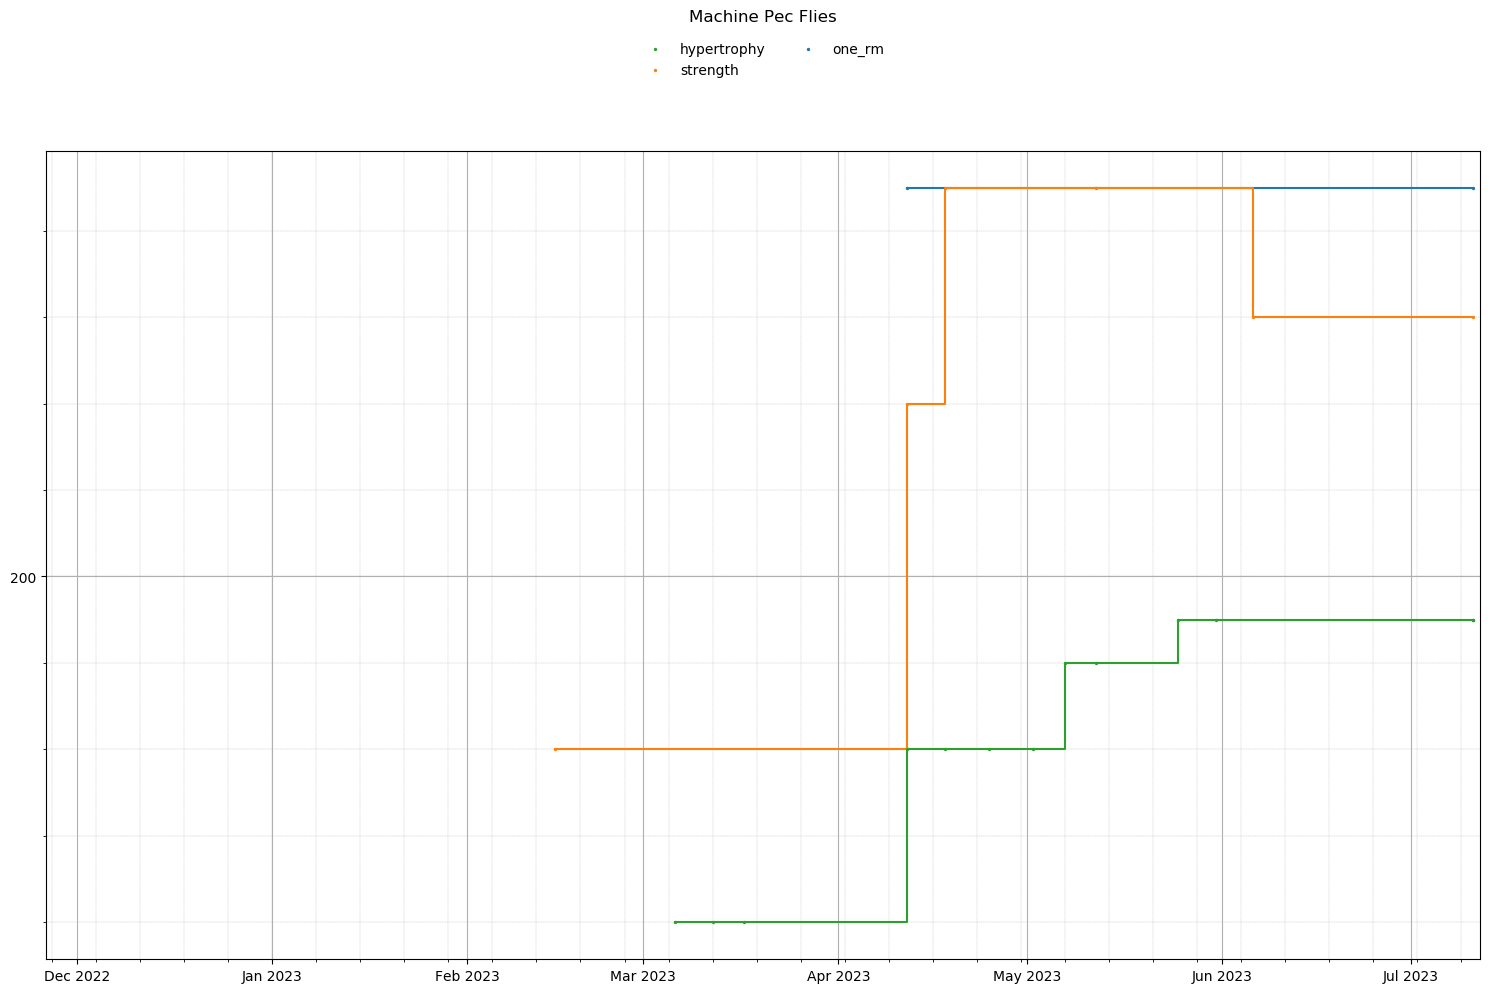 Machine Pec Flies
hypertrophy one_rm
strength
200
Dec 2022 Jan 2023 Feb 2023 Mar 2023 Apr 2023 May 2023 Jun 2023 Jul 2023